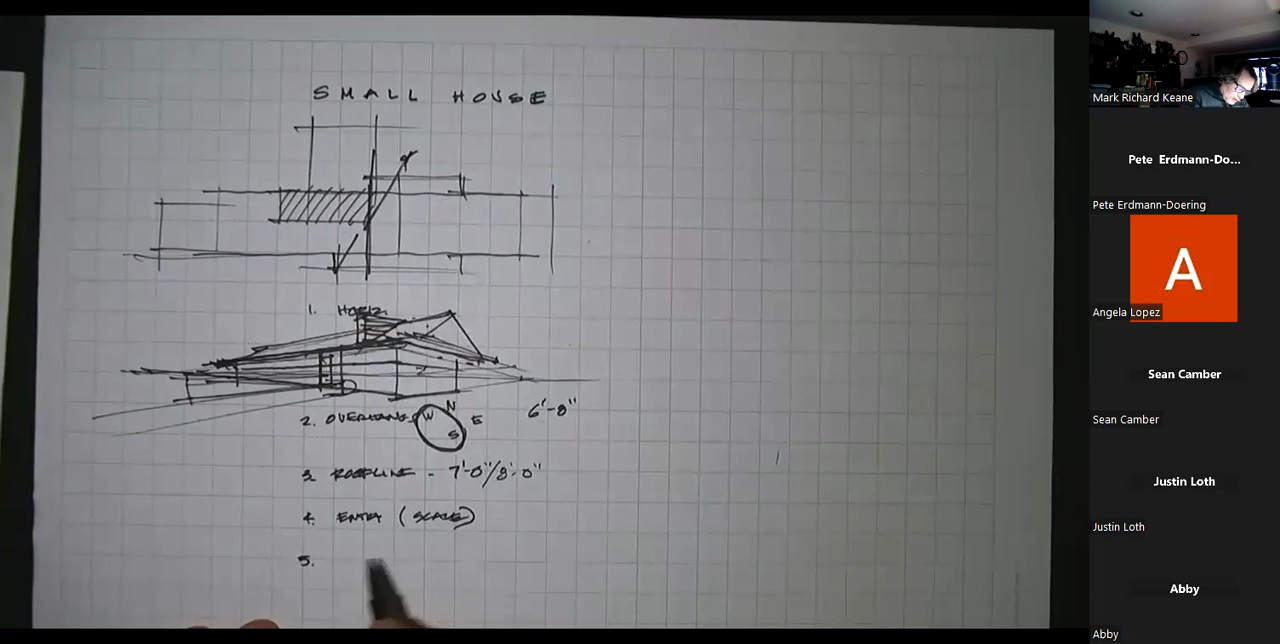 SMALL HOUSE
1. HORIZ.
2. OVERHANGS
N
W
E
S
6'-8"
3. ROOFLINE - 7'-0"/8'-0"
4. ENTRY (SCALE)
5.
Mark Richard Keane
Pete Erdmann-Do...
Pete Erdmann-Doering
A
Angela Lopez
Sean Camber
Sean Camber
Justin Loth
Justin Loth
Abby
Abby